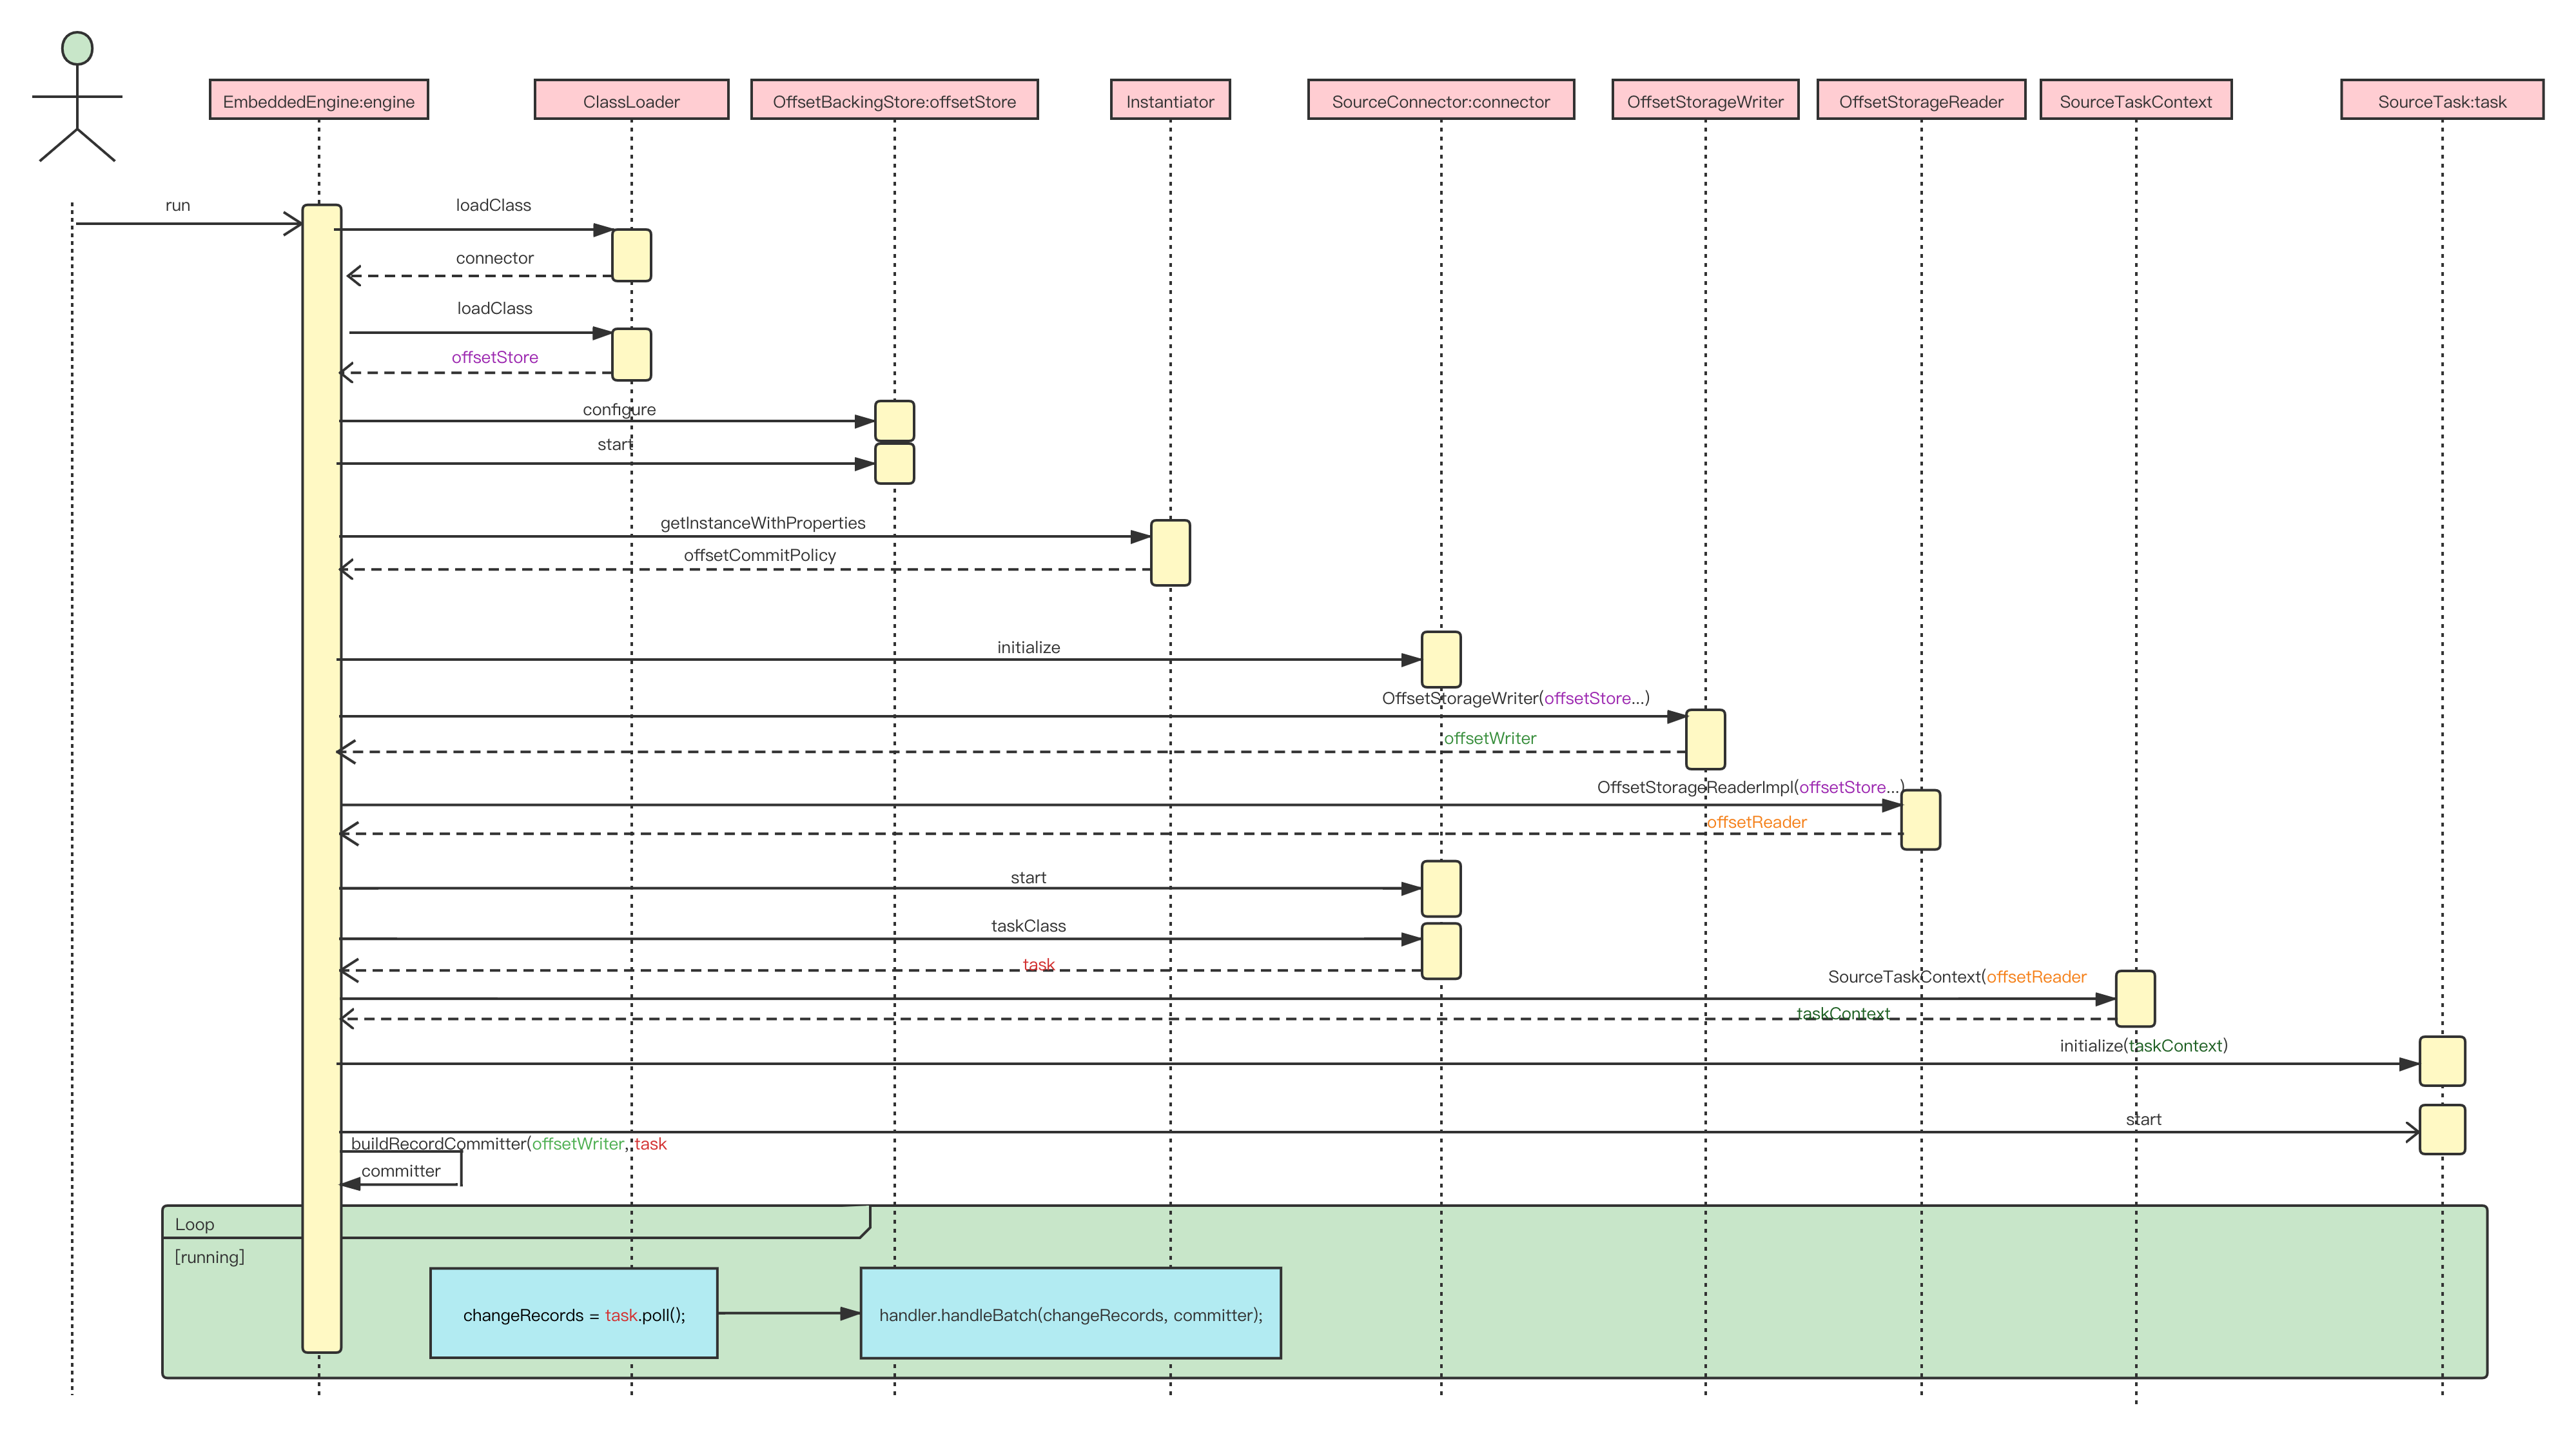 EmbeddedEngine:engine
ClassLoader
OffsetBackingStore:offsetStore
Instantiator
SourceConnector:connector
OffsetStorageWriter
OffsetStorageReader
SourceTaskContext
SourceTask:task
run
loadClass
connector
loadClass
offsetStore
configure
start
getInstanceWithProperties
offsetCommitPolicy
initialize
OffsetStorageWriter(offsetStore...)
offsetWriter
OffsetStorageReaderImpl(offsetStore...)
offsetReader
start
taskClass
task
SourceTaskContext(offsetReader
taskContext
initialize(taskContext)
start
buildRecordCommitter(offsetWriter, task
committer
Loop
[running]
changeRecords = task.poll();
handler.handleBatch(changeRecords, committer);